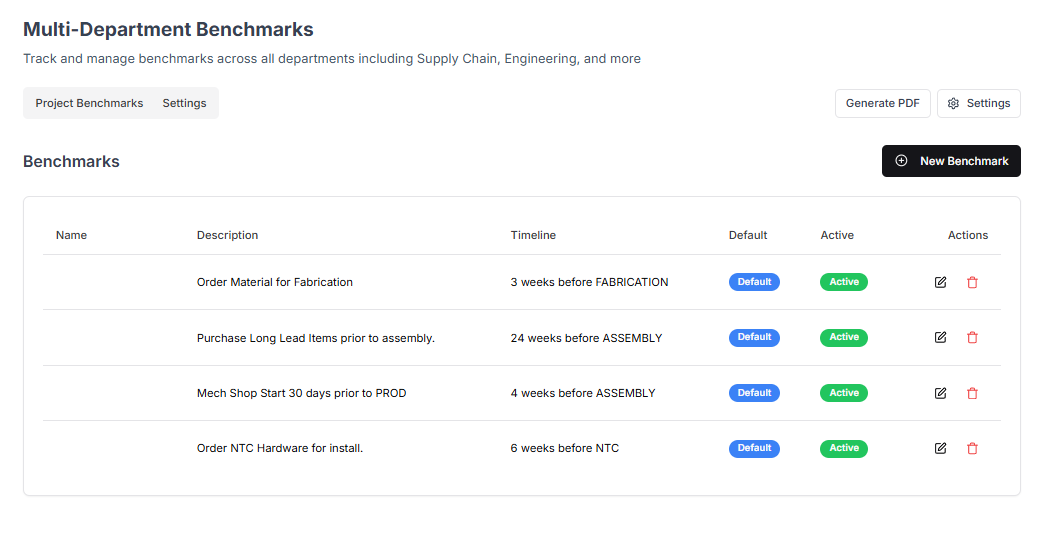 Multi-Department Benchmarks
Track and manage benchmarks across all departments including Supply Chain, Engineering, and more
Project Benchmarks Settings Generate PDF Settings
Benchmarks New Benchmark
Name Description Timeline Default Active Actions
Order Material for Fabrication 3 weeks before FABRICATION Default Active
Purchase Long Lead Items prior to assembly. 24 weeks before ASSEMBLY Default Active
Mech Shop Start 30 days prior to PROD 4 weeks before ASSEMBLY Default Active
Order NTC Hardware for install. 6 weeks before NTC Default Active